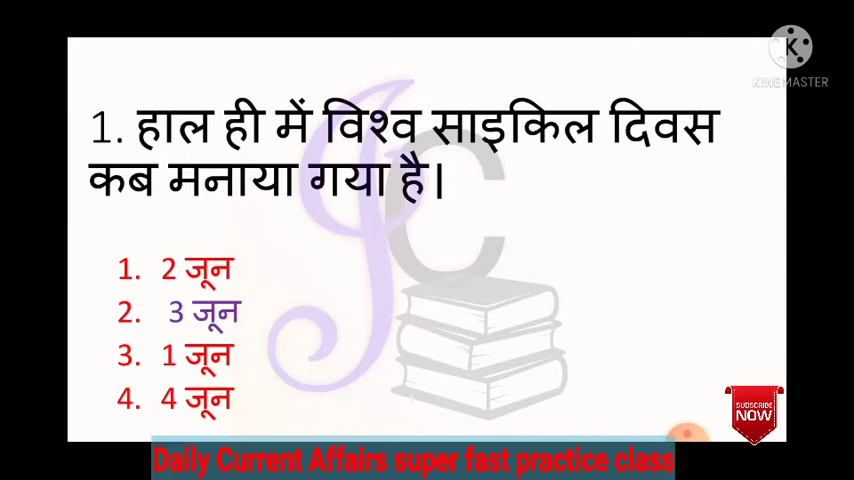 K
KINEMASTER
1. हाल ही में विश्व साइकिल दिवस
कब मनाया गया है।
1. 2 जून
2. 3 जून
3. 1 जून
4. 4 जून
SUBSCRIBE
NOW
Daily Current Affairs super fast practice class